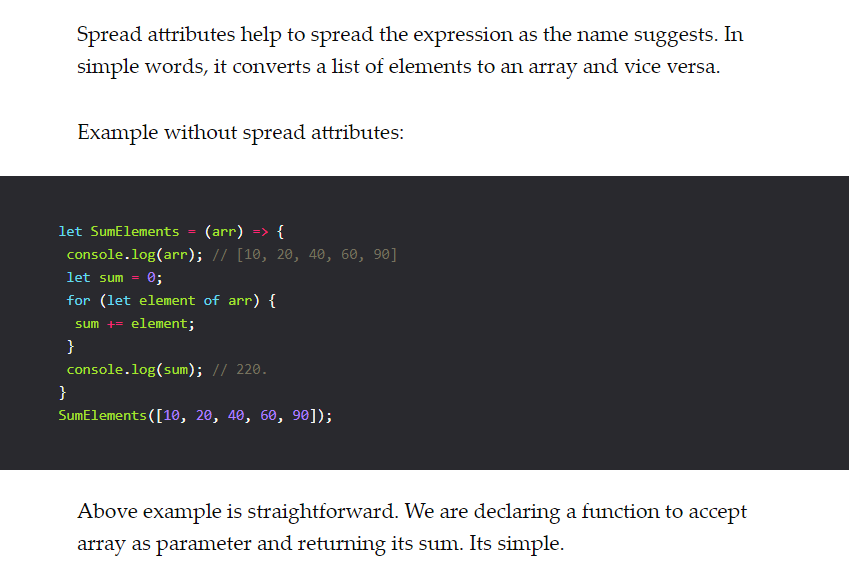 Spread attributes help to spread the expression as the name suggests. In
simple words, it converts a list of elements to an array and vice versa.
Example without spread attributes:
let SumElements = (arr) => {
 console.log(arr); // [10, 20, 40, 60, 90]
 let sum = 0;
 for (let element of arr) {
  sum += element;
 }
 console.log(sum); // 220.
}
SumElements([10, 20, 40, 60, 90]);
Above example is straightforward. We are declaring a function to accept
array as parameter and returning its sum. Its simple.